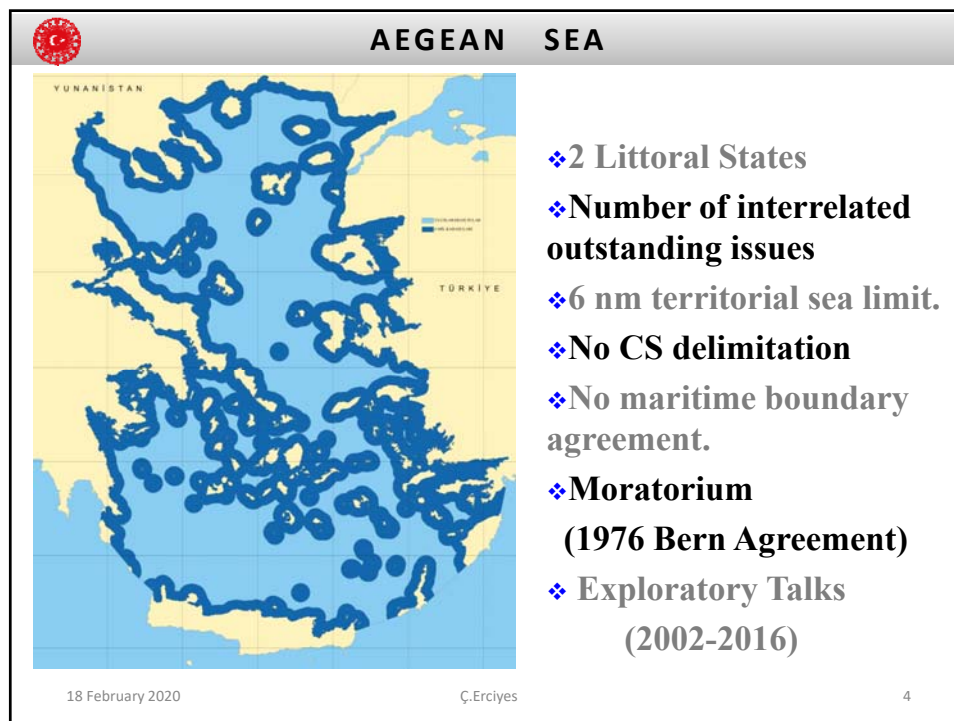 AEGEAN SEA
YUNANİSTAN
TÜRKİYE
❖2 Littoral States
❖Number of interrelated
outstanding issues
❖6 nm territorial sea limit.
❖No CS delimitation
❖No maritime boundary
agreement.
❖Moratorium
(1976 Bern Agreement)
❖ Exploratory Talks
(2002-2016)
18 February 2020
Ç.Erciyes
4